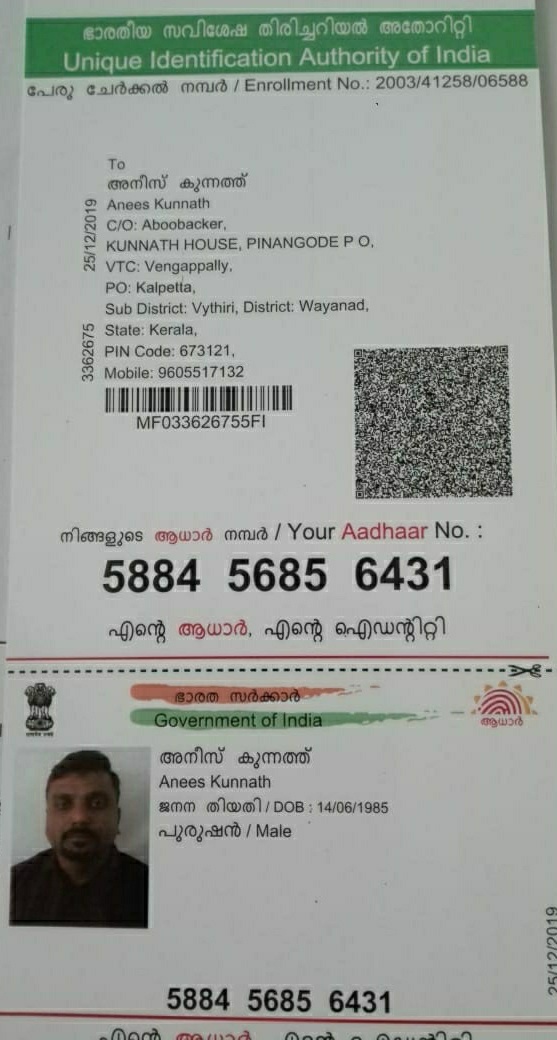 ഭാരതീയ സവിശേഷ തിരിച്ചറിയൽ അതോറിറ്റി
Unique Identification Authority of India
പേരു ചേർക്കൽ നമ്പർ / Enrollment No.: 2003/41258/06588
To
അനീസ് കുന്നത്ത്
Anees Kunnath
C/O: Aboobacker,
KUNNATH HOUSE, PINANGODE P O,
VTC: Vengappally,
PO: Kalpetta,
Sub District: Vythiri, District: Wayanad,
State: Kerala,
PIN Code: 673121,
Mobile: 9605517132
25/12/2019
3362675
MF033626755FI
നിങ്ങളുടെ ആധാർ നമ്പർ / Your Aadhaar No. :
5884 5685 6431
എന്റെ ആധാർ, എന്റെ ഐഡന്റിറ്റി
ഭാരത സർക്കാർ
Government of India
ആധാർ
അനീസ് കുന്നത്ത്
Anees Kunnath
ജനന തിയതി / DOB : 14/06/1985
പുരുഷൻ / Male
25/12/2019
5884 5685 6431
എന്റെ ആധാർ, എന്റെ ഐഡന്റിറ്റി